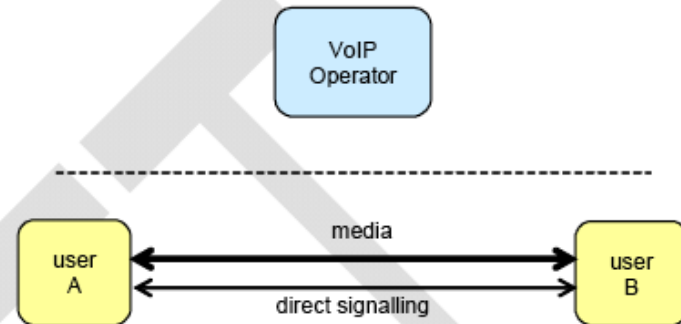 VoIP
Operator
media
user
A
user
B
direct signalling